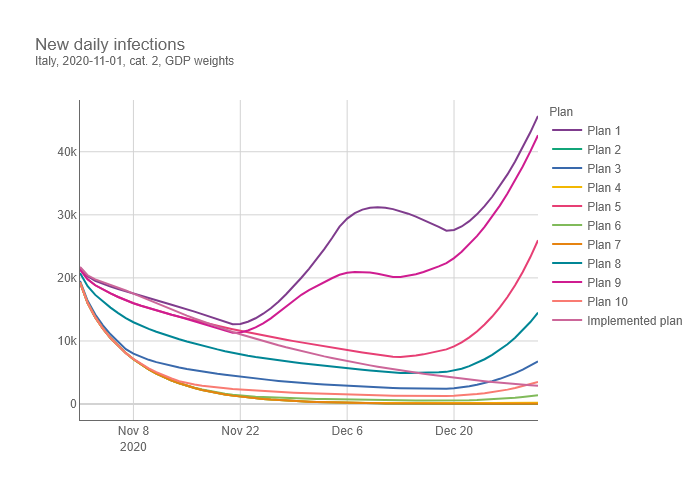 New daily infections
Italy, 2020-11-01, cat. 2, GDP weights
Plan
Plan 1
Plan 2
Plan 3
Plan 4
Plan 5
Plan 6
Plan 7
Plan 8
Plan 9
Plan 10
Implemented plan
40k
30k
20k
10k
0
Nov 8
2020
Nov 22
Dec 6
Dec 20